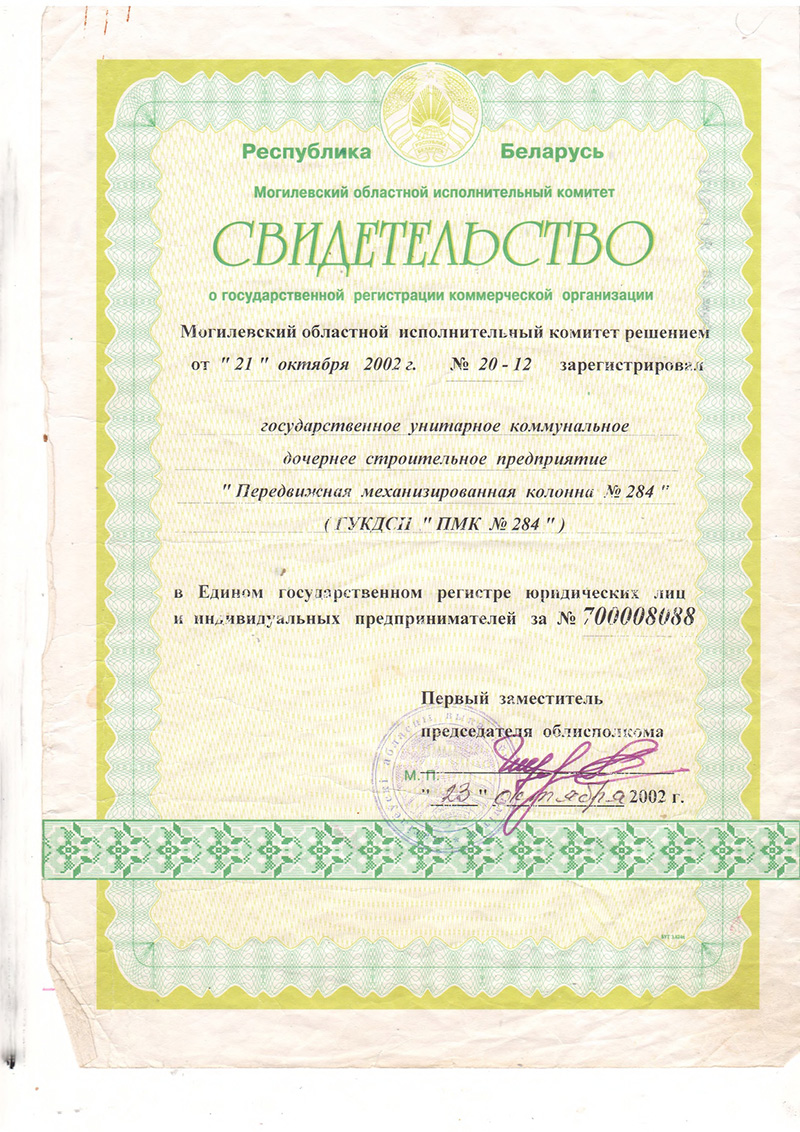 Республика Беларусь
Могилевский областной исполнительный комитет
СВИДЕТЕЛЬСТВО
о государственной регистрации коммерческой организации
Могилевский областной исполнительный комитет решением
от " 21 " октября 2002 г. № 20 - 12 зарегистрировал
государственное унитарное коммунальное
дочернее строительное предприятие
" Передвижная механизированная колонна № 284 "
( ГУКДСП " ПМК № 284 " )
в Едином государственном регистре юридических лиц
и индивидуальных предпринимателей за № 700008088
Первый заместитель
председателя облисполкома
М. П.
" 23 " октября 2002 г.